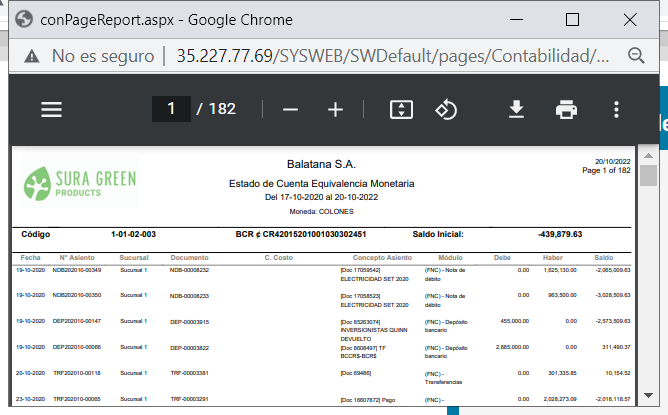 conPageReport.aspx - Google Chrome
No es seguro | 35.227.77.69/SYSWEB/SWDefault/pages/Contabilidad/...
1 / 182
SURA GREEN
PRODUCTS
Balatana S.A.
20/10/2022
Page 1 of 182
Estado de Cuenta Equivalencia Monetaria
Del 17-10-2020 al 20-10-2022
Moneda: COLONES
Código 1-01-02-003 BCR ¢ CR42015201001030302451 Saldo Inicial: -439,879.63
Fecha N° Asiento Sucursal Documento C. Costo Concepto Asiento Módulo Debe Haber Saldo
19-10-2020 NDB202010-00349 Sucursal 1 NDB-00008232 [Doc 17059542] (FNC) - Nota de 0.00 1,625,130.00 -2,065,009.63
ELECTRICIDAD SET 2020 débito
19-10-2020 NDB202010-00350 Sucursal 1 NDB-00008233 [Doc 17058523] (FNC) - Nota de 0.00 963,500.00 -3,028,509.63
ELECTRICIDAD SET 2020 débito
19-10-2020 DEP202010-00147 Sucursal 1 DEP-00003915 [Doc 85263074] (FNC) - Depósito 455,000.00 0.00 -2,573,509.63
INVERSIONISTAS QUINN bancario
DEVUELTO
19-10-2020 DEP202010-00066 Sucursal 1 DEP-00003822 [Doc 6608497] TF (FNC) - Depósito 2,885,000.00 0.00 311,490.37
BCCR$-BCR$ bancario
20-10-2020 TRF202010-00118 Sucursal 1 TRF-00003381 [Doc 69486] (FNC) - 0.00 301,335.85 10,154.52
Transferencias
23-10-2020 TRF202010-00065 Sucursal 1 TRF-00003291 [Doc 16607872] Pago (FNC) - 0.00 2,028,273.09 -2,018,118.57